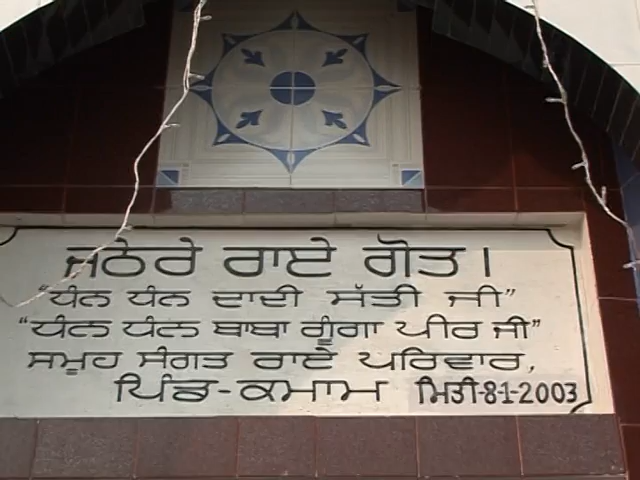 ਜਠੇਰੇ ਰਾਏ ਗੋਤ।
“ਧੰਨ ਧੰਨ ਦਾਦੀ ਸੱਤੀ ਜੀ”
“ਧੰਨ ਧੰਨ ਬਾਬਾ ਗੂੰਗਾ ਪੀਰ ਜੀ”
ਸਮੂਹ ਸੰਗਤ ਰਾਏ ਪਰਿਵਾਰ,
ਪਿੰਡ-ਕਮਾਮ ਮਿਤੀ-8-1-2003